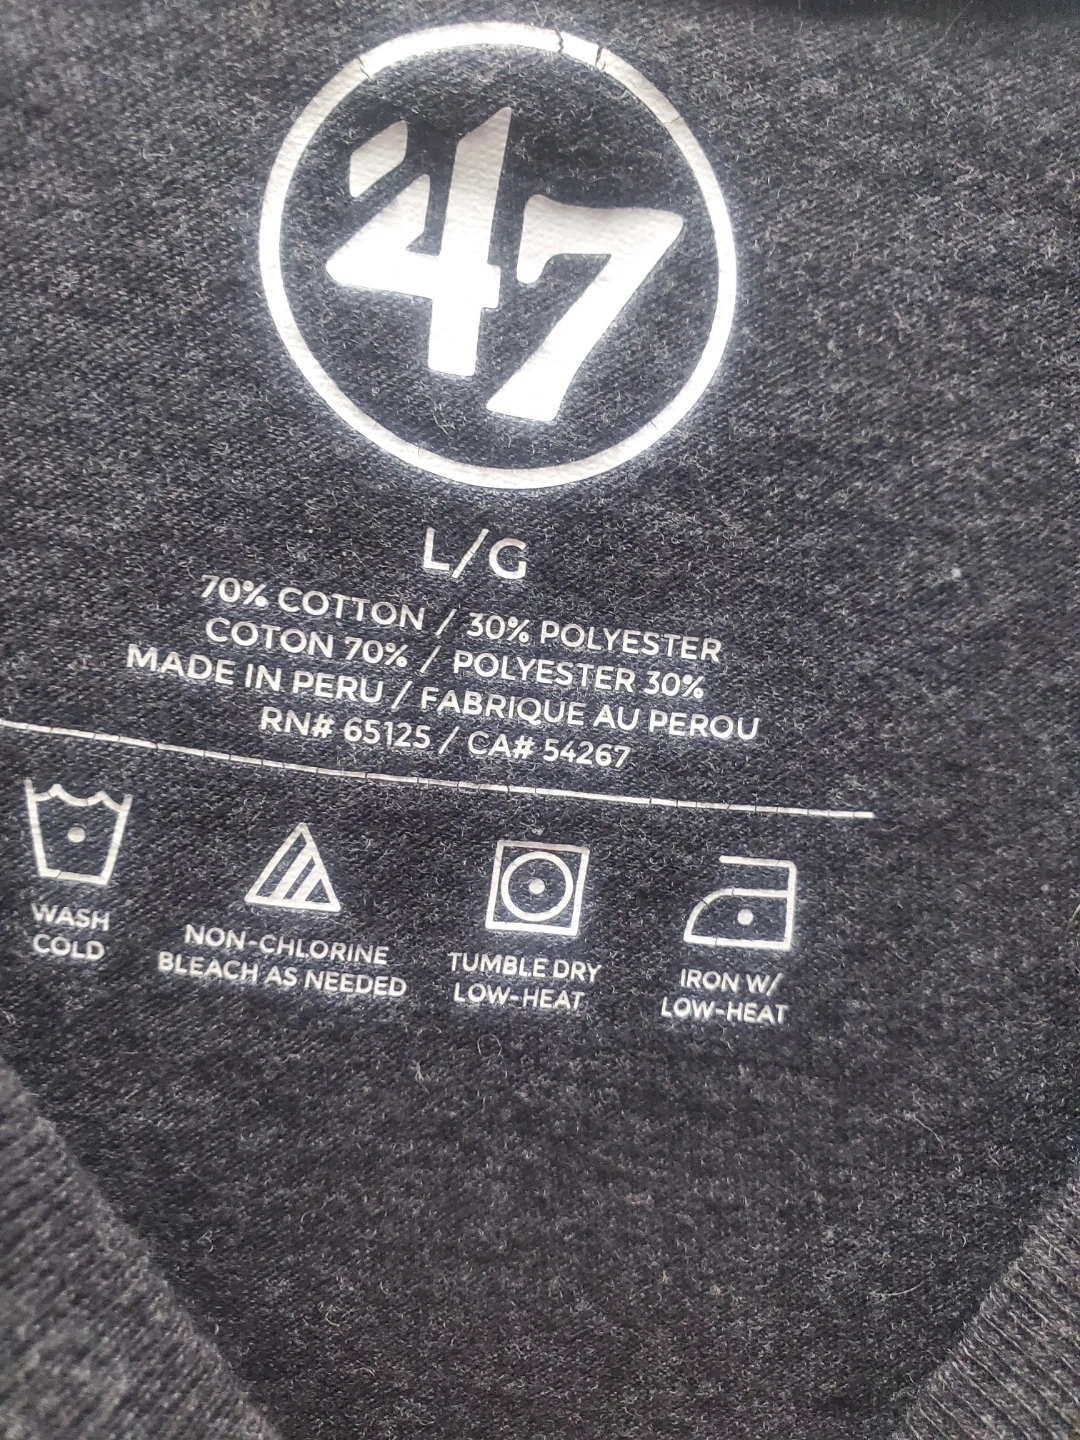 '47
L/G
70% COTTON / 30% POLYESTER
COTON 70% / POLYESTER 30%
MADE IN PERU / FABRIQUE AU PEROU
RN# 65125 / CA# 54267
WASH
COLD
NON-CHLORINE
BLEACH AS NEEDED
TUMBLE DRY
LOW-HEAT
IRON W/
LOW-HEAT